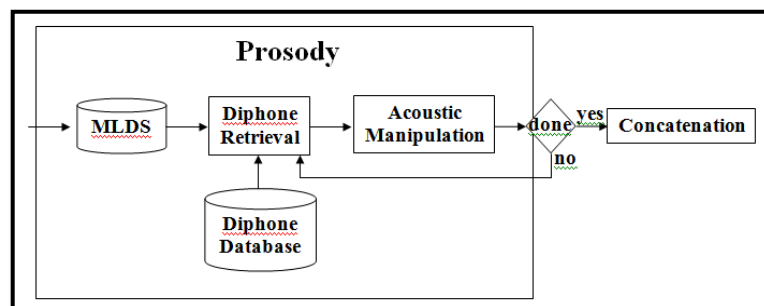 Prosody
MLDS
Diphone
Retrieval
Acoustic
Manipulation
done
yes
no
Concatenation
Diphone
Database